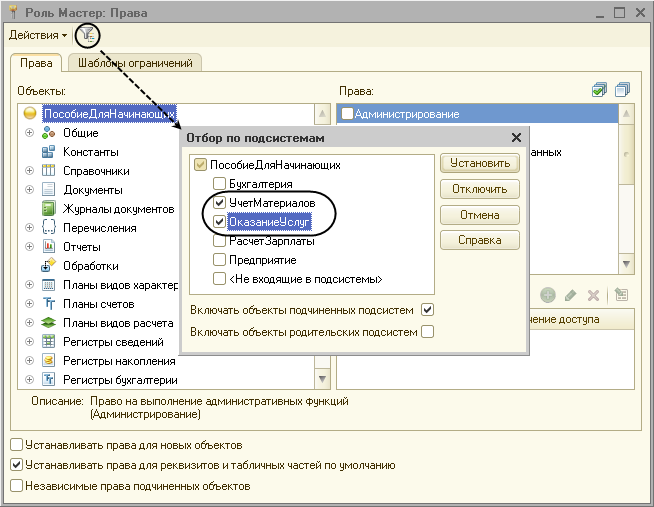 Роль Мастер: Права
Действия
Права
Шаблоны ограничений
Объекты:
Права:
ПособиеДляНачинающих
Общие
Константы
Справочники
Документы
Журналы документов
Перечисления
Отчеты
Обработки
Планы видов характер
Планы счетов
Планы видов расчета
Регистры сведений
Регистры накопления
Регистры бухгалтерии
Администрирование
анных
Отбор по подсистемам
ПособиеДляНачинающих
Бухгалтерия
УчетМатериалов
ОказаниеУслуг
РасчетЗарплаты
Предприятие
<Не входящие в подсистемы>
Установить
Отключить
Отмена
Справка
Включать объекты подчиненных подсистем
Включать объекты родительских подсистем
чение доступа
Описание: Право на выполнение административных функций
(Администрирование)
Устанавливать права для новых объектов
Устанавливать права для реквизитов и табличных частей по умолчанию
Независимые права подчиненных объектов